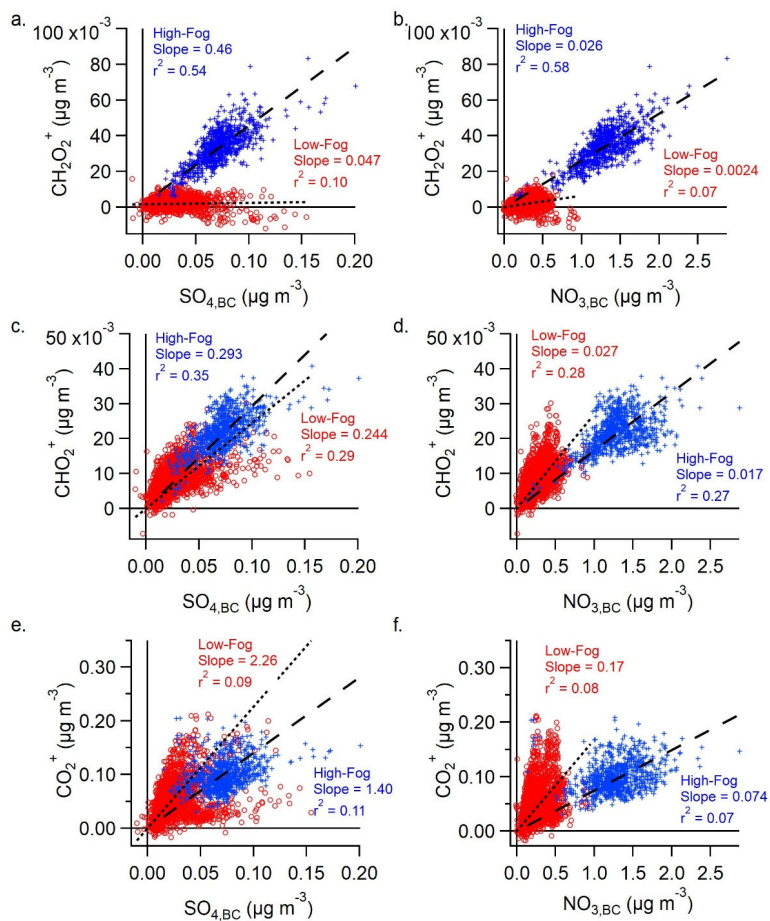 a.
100 x10⁻³
80
60
40
20
0
CH₂O₂⁺ (µg m⁻³)
High-Fog
Slope = 0.46
r² = 0.54
Low-Fog
Slope = 0.047
r² = 0.10
0.00 0.05 0.10 0.15 0.20
SO₄,BC (µg m⁻³)
b.
100 x10⁻³
80
60
40
20
0
CH₂O₂⁺ (µg m⁻³)
High-Fog
Slope = 0.026
r² = 0.58
Low-Fog
Slope = 0.0024
r² = 0.07
0.0 0.5 1.0 1.5 2.0 2.5
NO₃,BC (µg m⁻³)
c.
50 x10⁻³
40
30
20
10
0
CHO₂⁺ (µg m⁻³)
High-Fog
Slope = 0.293
r² = 0.35
Low-Fog
Slope = 0.244
r² = 0.29
0.00 0.05 0.10 0.15 0.20
SO₄,BC (µg m⁻³)
d.
50 x10⁻³
40
30
20
10
0
CHO₂⁺ (µg m⁻³)
Low-Fog
Slope = 0.027
r² = 0.28
High-Fog
Slope = 0.017
r² = 0.27
0.0 0.5 1.0 1.5 2.0 2.5
NO₃,BC (µg m⁻³)
e.
0.30
0.20
0.10
0.00
CO₂⁺ (µg m⁻³)
Low-Fog
Slope = 2.26
r² = 0.09
High-Fog
Slope = 1.40
r² = 0.11
0.00 0.05 0.10 0.15 0.20
SO₄,BC (µg m⁻³)
f.
0.30
0.20
0.10
0.00
CO₂⁺ (µg m⁻³)
Low-Fog
Slope = 0.17
r² = 0.08
High-Fog
Slope = 0.074
r² = 0.07
0.0 0.5 1.0 1.5 2.0 2.5
NO₃,BC (µg m⁻³)